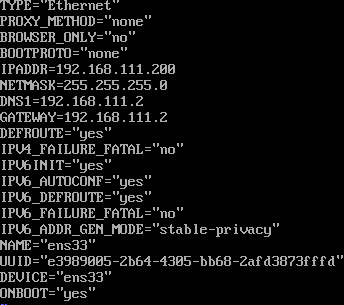 TYPE="Ethernet"
PROXY_METHOD="none"
BROWSER_ONLY="no"
BOOTPROTO="none"
IPADDR=192.168.111.200
NETMASK=255.255.255.0
DNS1=192.168.111.2
GATEWAY=192.168.111.2
DEFROUTE="yes"
IPV4_FAILURE_FATAL="no"
IPV6INIT="yes"
IPV6_AUTOCONF="yes"
IPV6_DEFROUTE="yes"
IPV6_FAILURE_FATAL="no"
IPV6_ADDR_GEN_MODE="stable-privacy"
NAME="ens33"
UUID="e3989005-2b64-4305-bb68-2afd3873fffd"
DEVICE="ens33"
ONBOOT="yes"